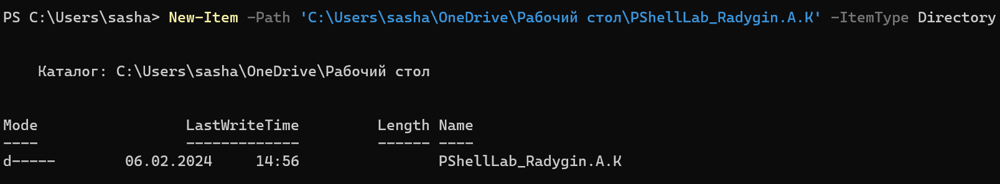 PS C:\Users\sasha> New-Item -Path 'C:\Users\sasha\OneDrive\Рабочий стол\PShellLab_Radygin.A.K' -ItemType Directory
Каталог: C:\Users\sasha\OneDrive\Рабочий стол
Mode LastWriteTime Length Name
---- ------------- ------ ----
d----- 06.02.2024 14:56 PShellLab_Radygin.A.K